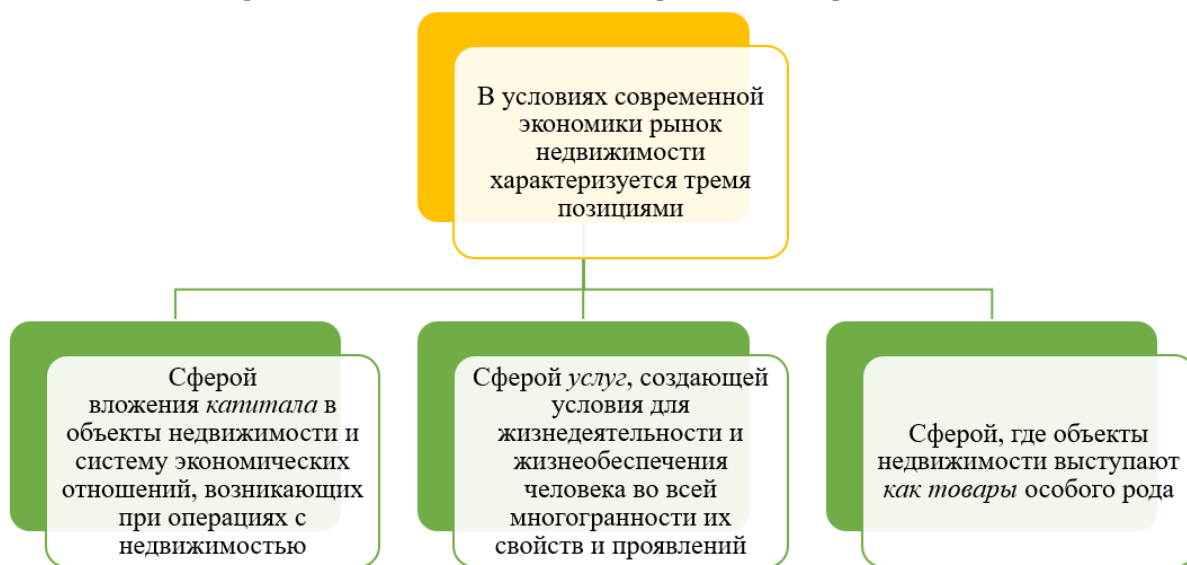 В условиях современной
экономики рынок
недвижимости
характеризуется тремя
позициями
Сферой
вложения капитала в
объекты недвижимости и
систему экономических
отношений, возникающих
при операциях с
недвижимостью
Сферой услуг, создающей
условия для
жизнедеятельности и
жизнеобеспечения
человека во всей
многогранности их
свойств и проявлений
Сферой, где объекты
недвижимости выступают
как товары особого рода